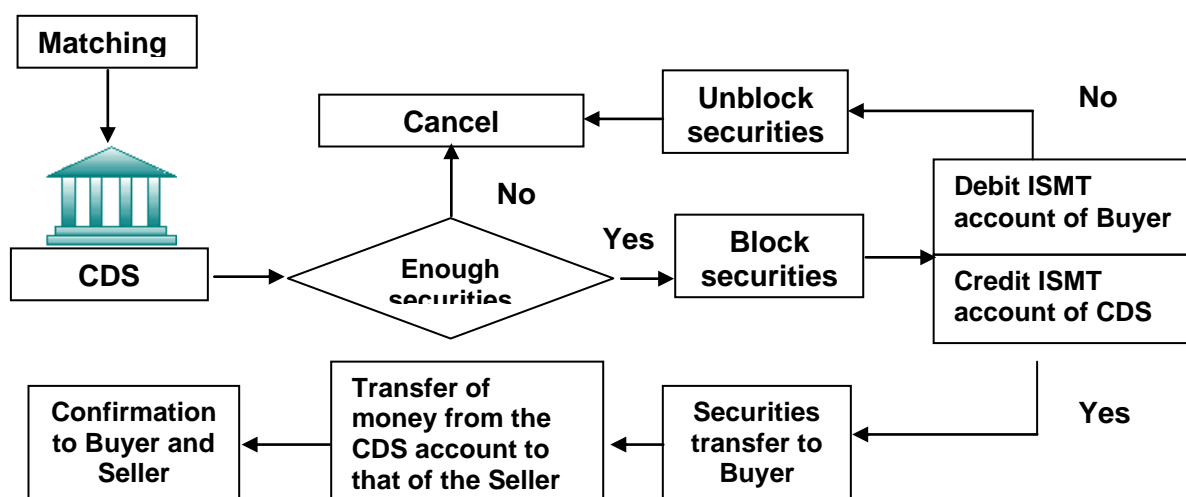 Matching
CDS
Cancel
No
Enough
securities
Yes
Unblock
securities
No
Block
securities
Debit ISMT
account of Buyer
Credit ISMT
account of CDS
Yes
Securities
transfer to
Buyer
Transfer of
money from the
CDS account to
that of the Seller
Confirmation
to Buyer and
Seller